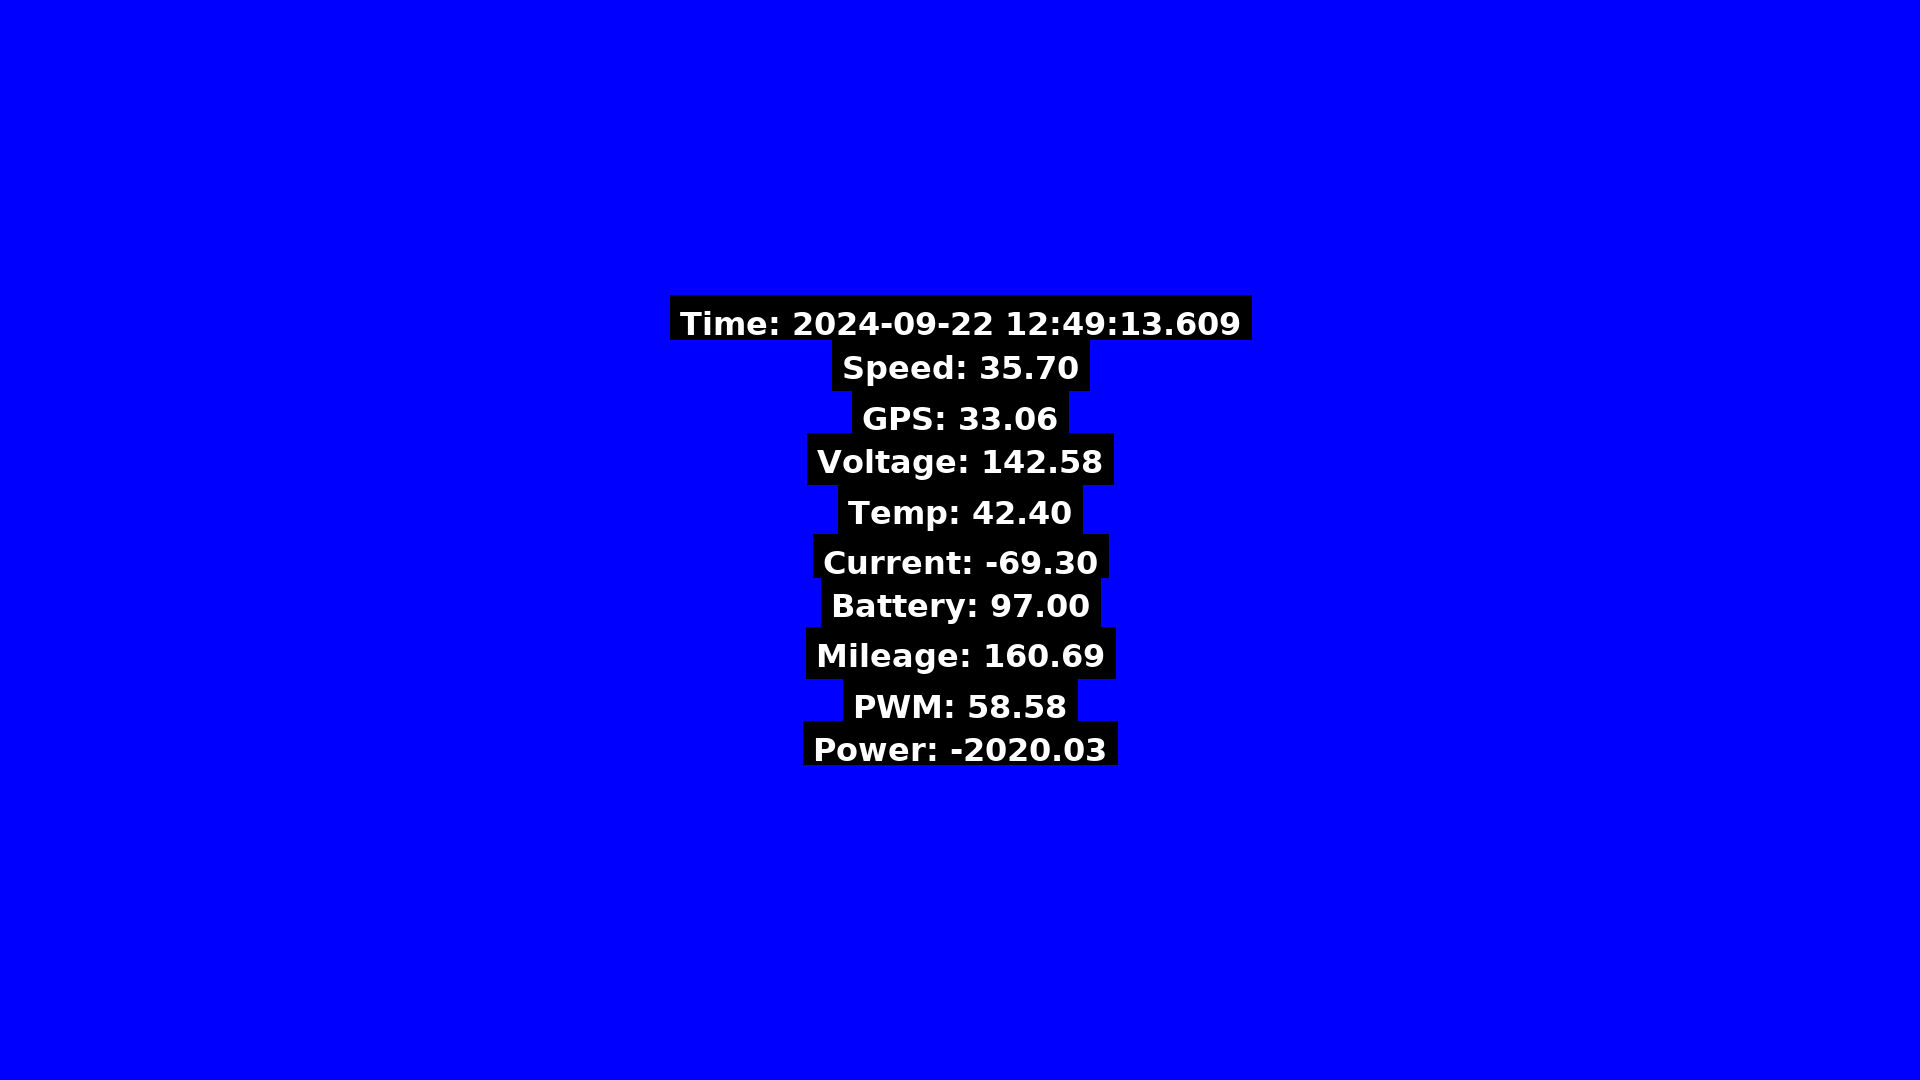 Time: 2024-09-22 12:49:13.609
Speed: 35.70
GPS: 33.06
Voltage: 142.58
Temp: 42.40
Current: -69.30
Battery: 97.00
Mileage: 160.69
PWM: 58.58
Power: -2020.03